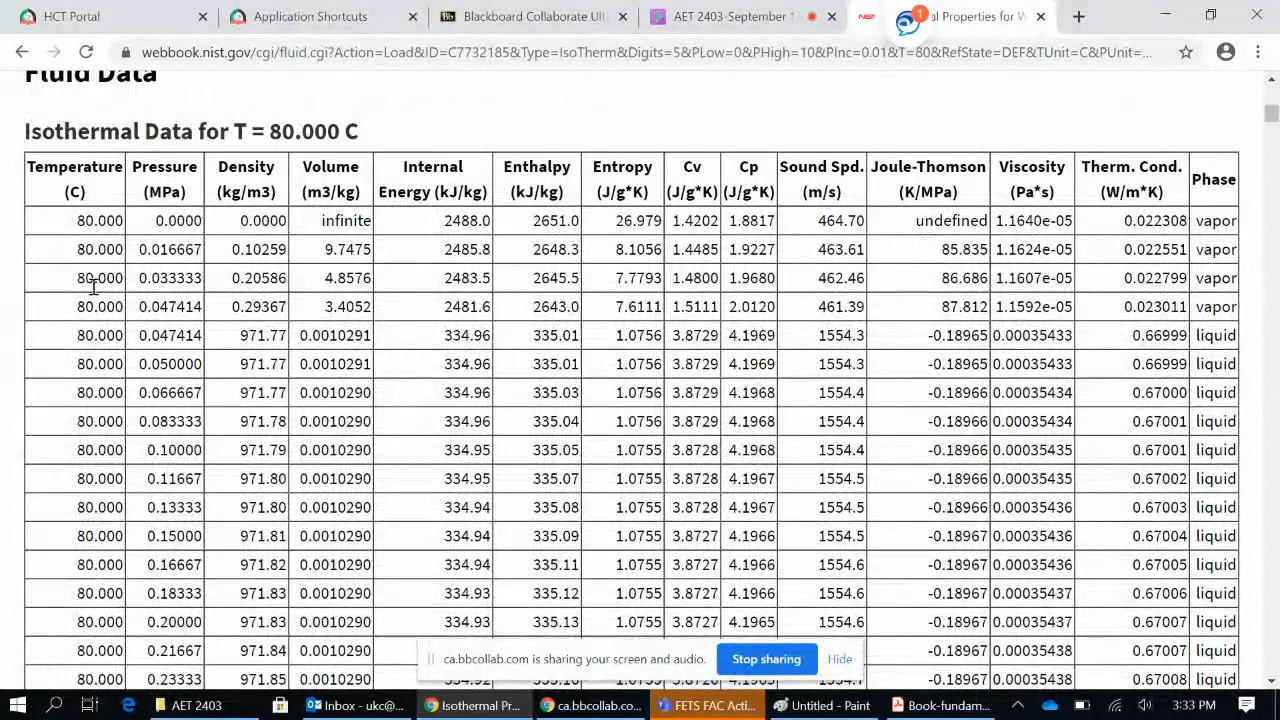 HCT Portal
Application Shortcuts
Blackboard Collaborate Ult
AET 2403 September 1
1
al Properties for W
webbook.nist.gov/cgi/fluid.cgi?Action=Load&ID=C7732185&Type=IsoTherm&Digits=5&PLow=0&PHigh=10&PInc=0.01&T=80&RefState=DEF&TUnit=C&PUnit=...
Fluid Data
Isothermal Data for T = 80.000 C
Temperature (C) Pressure (MPa) Density (kg/m3) Volume (m3/kg) Internal Energy (kJ/kg) Enthalpy (kJ/kg) Entropy (J/g*K) Cv (J/g*K) Cp (J/g*K) Sound Spd. (m/s) Joule-Thomson (K/MPa) Viscosity (Pa*s) Therm. Cond. (W/m*K) Phase
80.000 0.0000 0.0000 infinite 2488.0 2651.0 26.979 1.4202 1.8817 464.70 undefined 1.1640e-05 0.022308 vapor
80.000 0.016667 0.10259 9.7475 2485.8 2648.3 8.1056 1.4485 1.9227 463.61 85.835 1.1624e-05 0.022551 vapor
80.000 0.033333 0.20586 4.8576 2483.5 2645.5 7.7793 1.4800 1.9680 462.46 86.686 1.1607e-05 0.022799 vapor
80.000 0.047414 0.29367 3.4052 2481.6 2643.0 7.6111 1.5111 2.0120 461.39 87.812 1.1592e-05 0.023011 vapor
80.000 0.047414 971.77 0.0010291 334.96 335.01 1.0756 3.8729 4.1969 1554.3 -0.18965 0.00035433 0.66999 liquid
80.000 0.050000 971.77 0.0010291 334.96 335.01 1.0756 3.8729 4.1969 1554.3 -0.18965 0.00035433 0.66999 liquid
80.000 0.066667 971.77 0.0010290 334.96 335.03 1.0756 3.8729 4.1968 1554.4 -0.18966 0.00035434 0.67000 liquid
80.000 0.083333 971.78 0.0010290 334.96 335.04 1.0756 3.8729 4.1968 1554.4 -0.18966 0.00035434 0.67001 liquid
80.000 0.10000 971.79 0.0010290 334.95 335.05 1.0755 3.8728 4.1968 1554.4 -0.18966 0.00035435 0.67001 liquid
80.000 0.11667 971.80 0.0010290 334.95 335.07 1.0755 3.8728 4.1967 1554.5 -0.18966 0.00035435 0.67002 liquid
80.000 0.13333 971.80 0.0010290 334.94 335.08 1.0755 3.8728 4.1967 1554.5 -0.18966 0.00035436 0.67003 liquid
80.000 0.15000 971.81 0.0010290 334.94 335.09 1.0755 3.8728 4.1966 1554.5 -0.18966 0.00035436 0.67004 liquid
80.000 0.16667 971.82 0.0010290 334.94 335.11 1.0755 3.8727 4.1966 1554.6 -0.18966 0.00035436 0.67005 liquid
80.000 0.18333 971.83 0.0010290 334.93 335.12 1.0755 3.8727 4.1966 1554.6 -0.18966 0.00035437 0.67006 liquid
80.000 0.20000 971.83 0.0010290 334.93 335.13 1.0755 3.8727 4.1965 1554.6 -0.18966 0.00035437 0.67007 liquid
80.000 0.21667 971.84 0.0010290 -0.18966 0.00035438 0.67007 liquid
80.000 0.23333 971.85 0.0010290 -0.18966 0.00035438 0.67008 liquid
ca.bbcollab.com is sharing your screen and audio. Stop sharing Hide
AET 2403
Inbox - ukc@...
Isothermal Pr...
ca.bbcollab.co...
FETS FAC Acti...
Untitled - Paint
Book-fundam...
3:33 PM